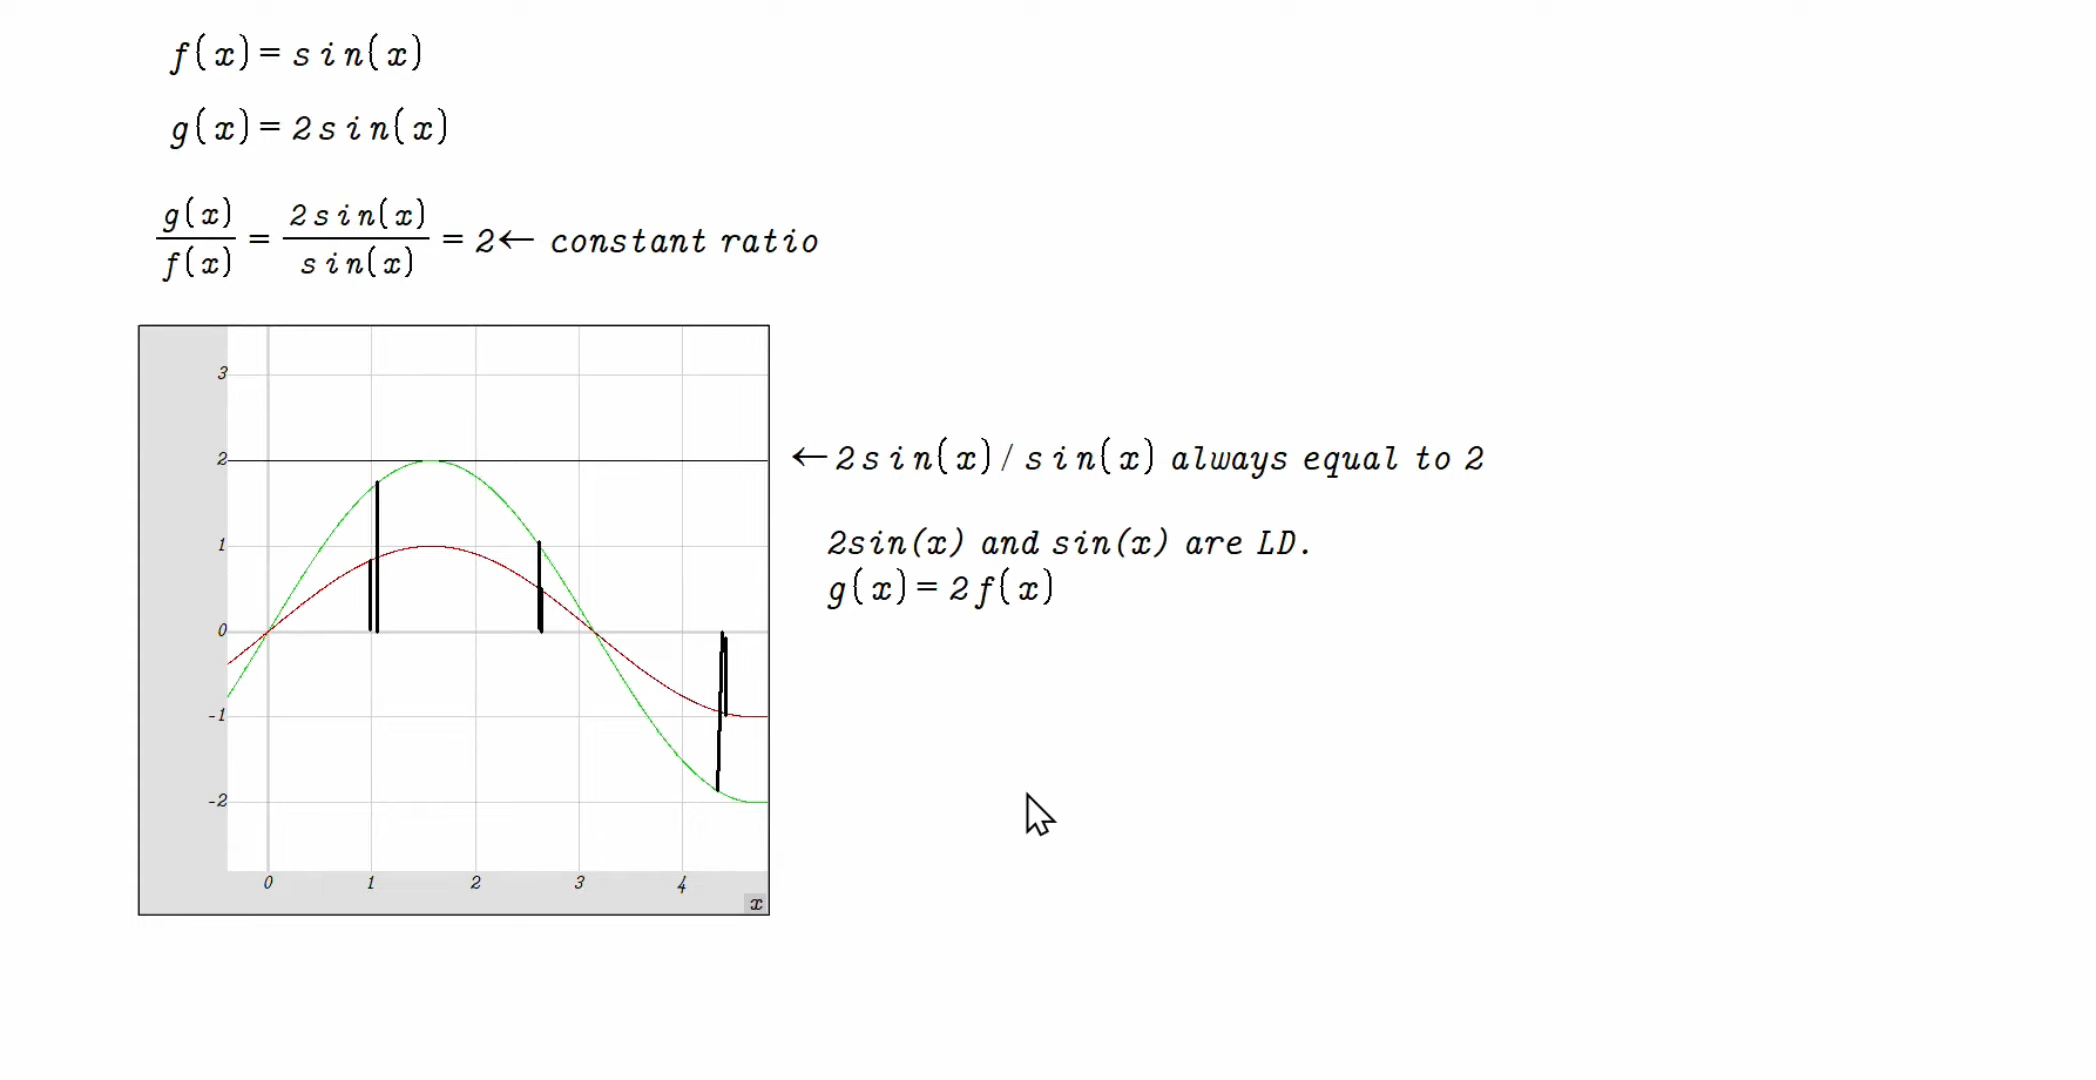 f(x)=sin(x)
g(x)=2sin(x)
g(x)/f(x) = 2sin(x)/sin(x) = 2← constant ratio
3
2
1
0
-1
-2
0 1 2 3 4
x
←2sin(x)/sin(x) always equal to 2
2sin(x) and sin(x) are LD.
g(x)=2f(x)